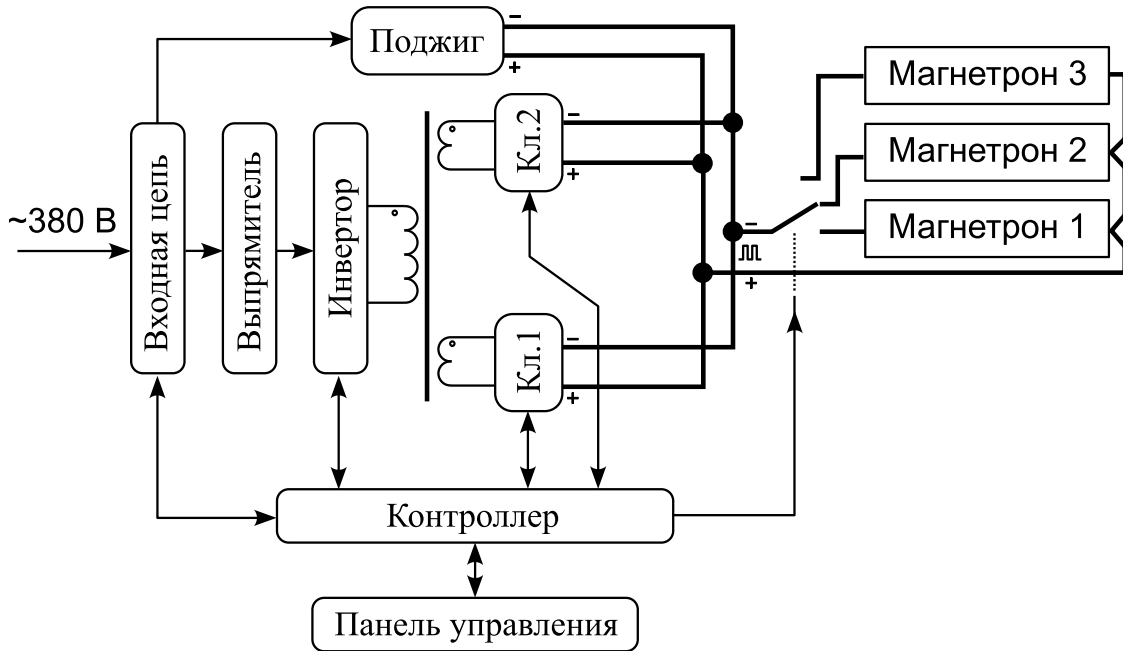 Поджиг
−
+
Магнетрон 3
Кл.2
−
+
Магнетрон 2
~380 В
Входная цепь
Выпрямитель
Инвертор
−
+
Магнетрон 1
Кл.1
−
+
Контроллер
Панель управления